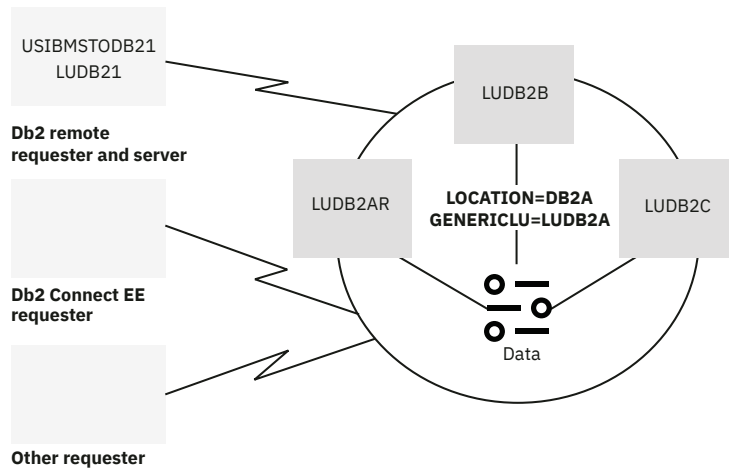 USIBMSTODB21
LUDB21
Db2 remote
requester and server
Db2 Connect EE
requester
Other requester
LUDB2B
LUDB2AR
LOCATION=DB2A
GENERICLU=LUDB2A
LUDB2C
Data